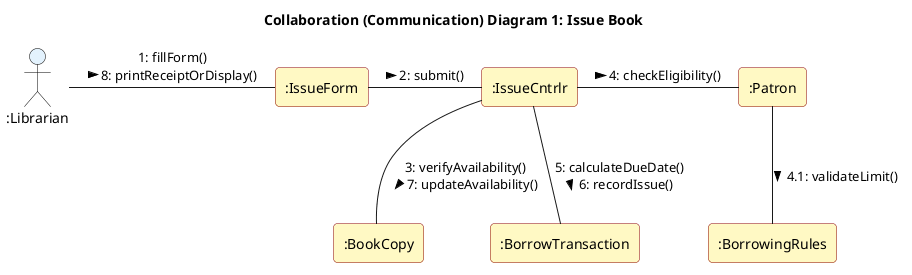 Collaboration (Communication) Diagram 1: Issue Book
1: fillForm()
8: printReceiptOrDisplay()
2: submit()
4: checkEligibility()
:IssueForm
:IssueCntrlr
:Patron
:Librarian
3: verifyAvailability()
7: updateAvailability()
5: calculateDueDate()
6: recordIssue()
4.1: validateLimit()
:BookCopy
:BorrowTransaction
:BorrowingRules